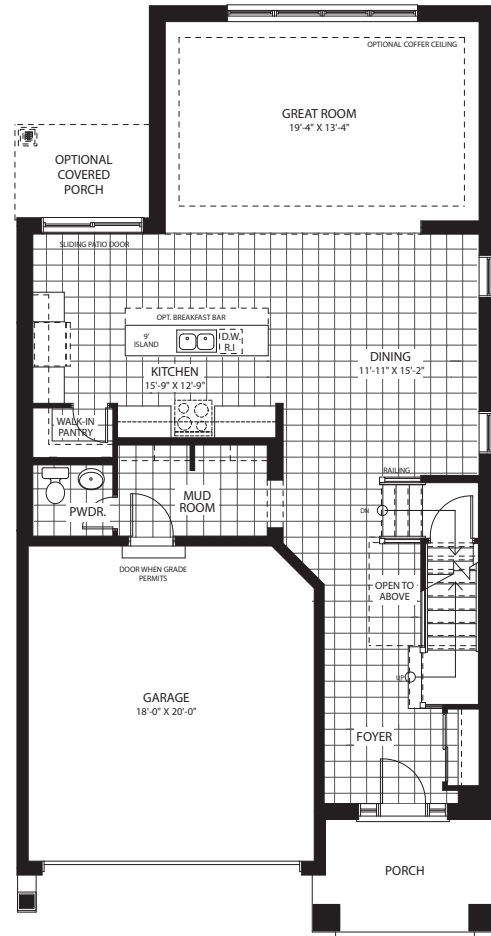 OPTIONAL COFFER CEILING
GREAT ROOM
19'-4" X 13'-4"
OPTIONAL
COVERED
PORCH
SLIDING PATIO DOOR
OPT. BREAKFAST BAR
9'
ISLAND
D.W.
R.I
KITCHEN
15'-9" X 12'-9"
DINING
11'-11" X 15'-2"
WALK-IN
PANTRY
RAILING
PWDR.
MUD
ROOM
DN
DOOR WHEN GRADE
PERMITS
OPEN TO
ABOVE
UP
GARAGE
18'-0" X 20'-0"
FOYER
PORCH